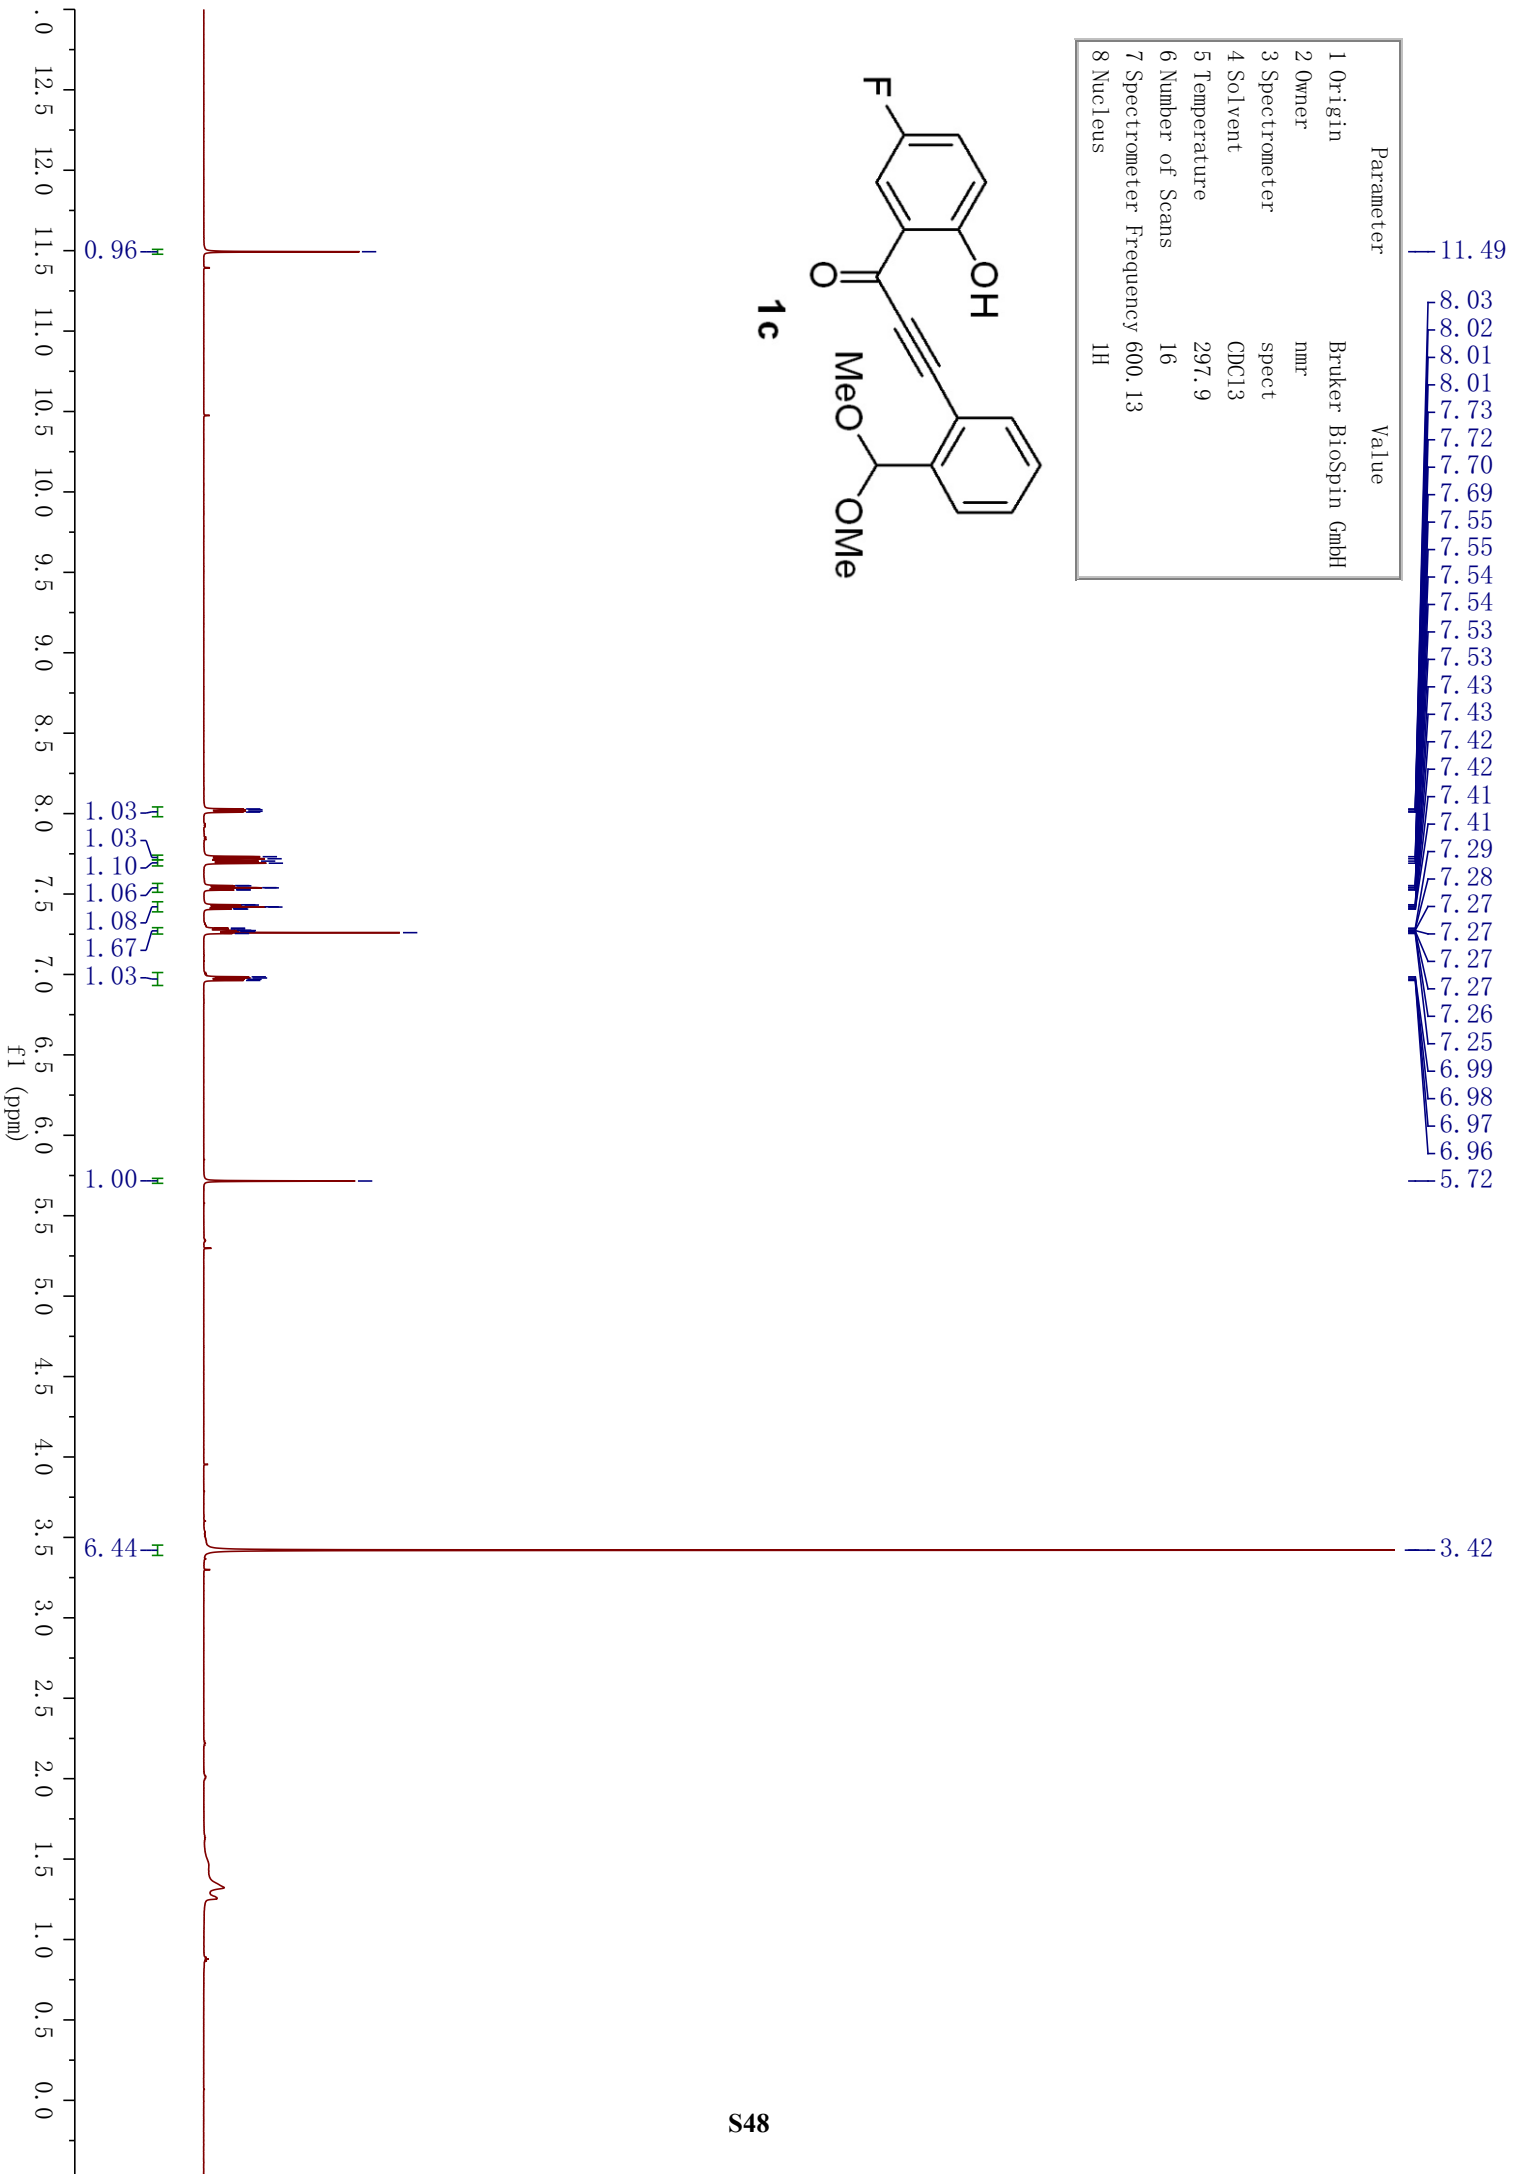 11.49
8.03
8.02
8.01
8.01
7.73
7.72
7.70
7.69
7.55
7.55
7.54
7.54
7.53
7.53
7.43
7.43
7.42
7.42
7.41
7.41
7.29
7.28
7.27
7.27
7.27
7.27
7.26
7.25
6.99
6.98
6.97
6.96
5.72
3.42
Parameter Value
1 Origin Bruker BioSpin GmbH
2 Owner nmr
3 Spectrometer spect
4 Solvent CDCl3
5 Temperature 297.9
6 Number of Scans 16
7 Spectrometer Frequency 600.13
8 Nucleus 1H
OH
F
O
MeO OMe
1c
0.96
1.03
1.03
1.10
1.06
1.08
1.67
1.03
1.00
6.44
.0 12.5 12.0 11.5 11.0 10.5 10.0 9.5 9.0 8.5 8.0 7.5 7.0 6.5 6.0 5.5 5.0 4.5 4.0 3.5 3.0 2.5 2.0 1.5 1.0 0.5 0.0
f1 (ppm)
S48